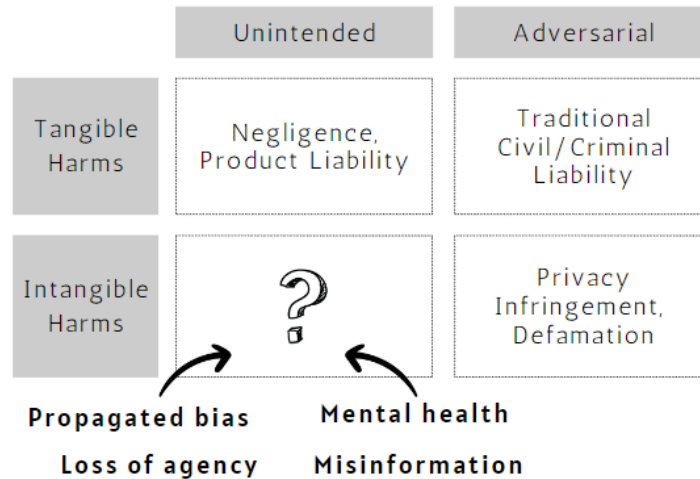 Unintended
Adversarial
Tangible
Harms
Negligence,
Product Liability
Traditional
Civil/Criminal
Liability
Intangible
Harms
?
Privacy
Infringement,
Defamation
Propagated bias
Mental health
Loss of agency
Misinformation